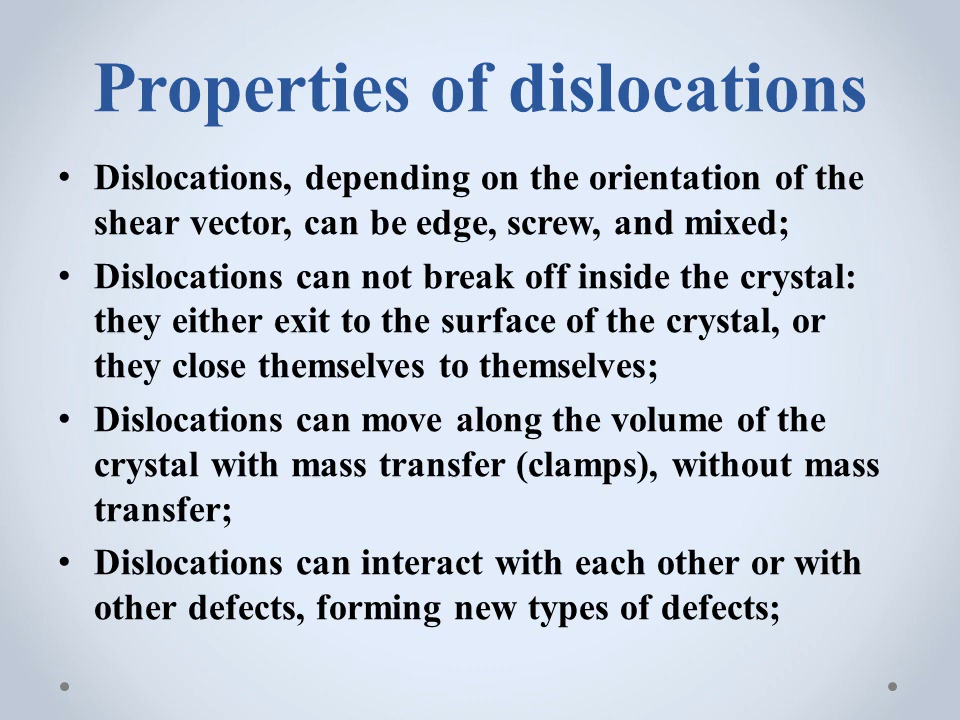 Properties of dislocations
• Dislocations, depending on the orientation of the
shear vector, can be edge, screw, and mixed;
• Dislocations can not break off inside the crystal:
they either exit to the surface of the crystal, or
they close themselves to themselves;
• Dislocations can move along the volume of the
crystal with mass transfer (clamps), without mass
transfer;
• Dislocations can interact with each other or with
other defects, forming new types of defects;